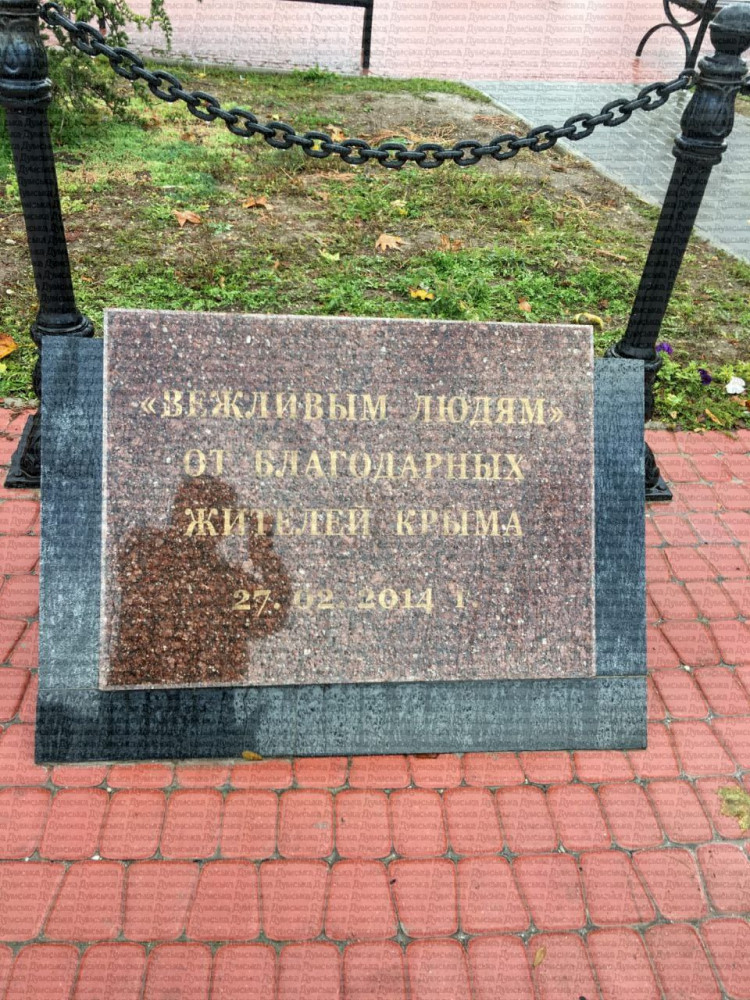 «ВЕЖЛИВЫМ ЛЮДЯМ»
ОТ БЛАГОДАРНЫХ
ЖИТЕЛЕЙ КРЫМА
27. 02. 2014 г.